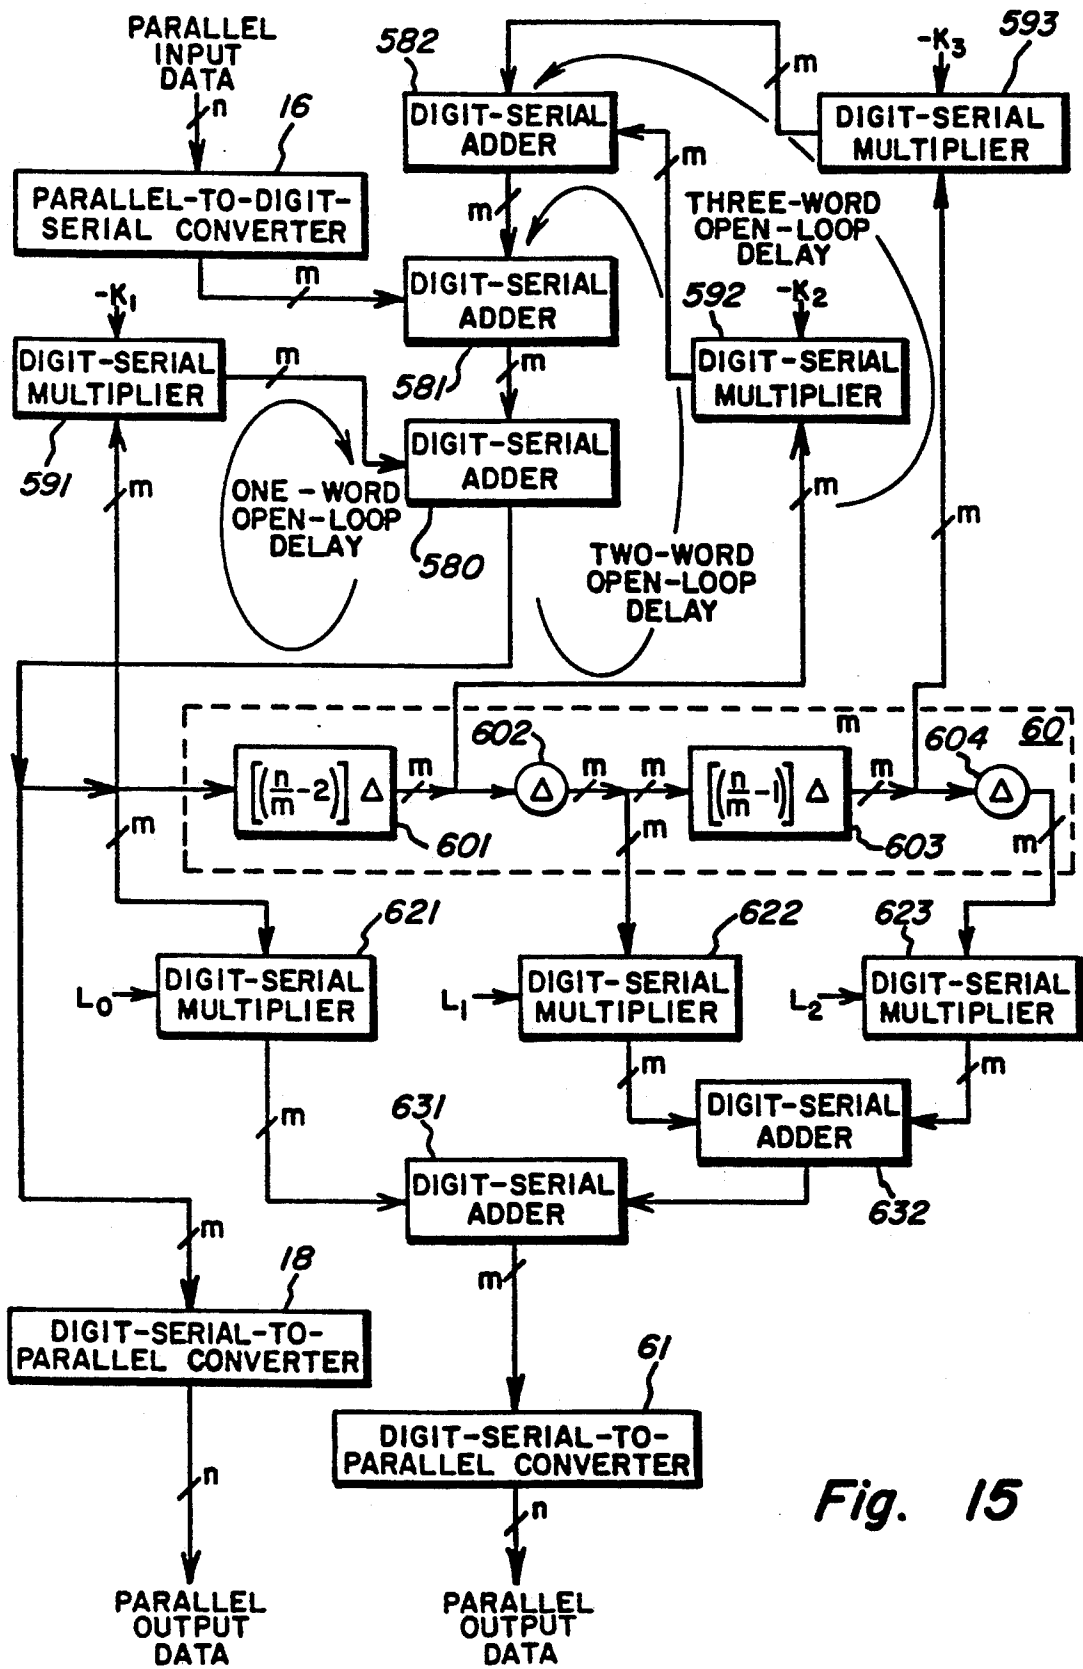 PARALLEL
INPUT
DATA
n
16
PARALLEL-TO-DIGIT-
SERIAL CONVERTER
m
582
DIGIT-SERIAL
ADDER
m
m
m
-K3
593
DIGIT-SERIAL
MULTIPLIER
THREE-WORD
OPEN-LOOP
DELAY
DIGIT-SERIAL
ADDER
581
m
-K1
DIGIT-SERIAL
MULTIPLIER
591
m
m
592
-K2
DIGIT-SERIAL
MULTIPLIER
m
m
DIGIT-SERIAL
ADDER
580
ONE-WORD
OPEN-LOOP
DELAY
TWO-WORD
OPEN-LOOP
DELAY
60
m
[(n/m-2)] Δ
601
m
602
Δ
m
m
[(n/m-1)] Δ
603
m
604
Δ
m
m
m
621
L0
DIGIT-SERIAL
MULTIPLIER
622
L1
DIGIT-SERIAL
MULTIPLIER
623
L2
DIGIT-SERIAL
MULTIPLIER
m
m
m
DIGIT-SERIAL
ADDER
632
631
DIGIT-SERIAL
ADDER
m
m
18
DIGIT-SERIAL-TO-
PARALLEL CONVERTER
61
DIGIT-SERIAL-TO-
PARALLEL CONVERTER
n
n
PARALLEL
OUTPUT
DATA
PARALLEL
OUTPUT
DATA
Fig. 15